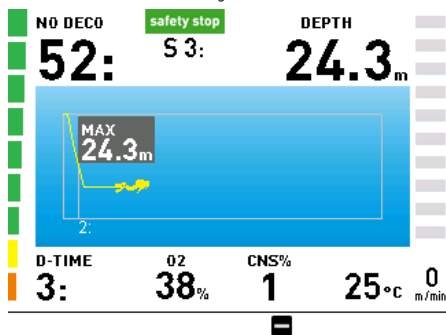 NO DECO safety stop DEPTH
52: S 3: 24.3m
MAX
24.3m
2:
D-TIME O2 CNS%
3: 38% 1 25°C 0 m/min